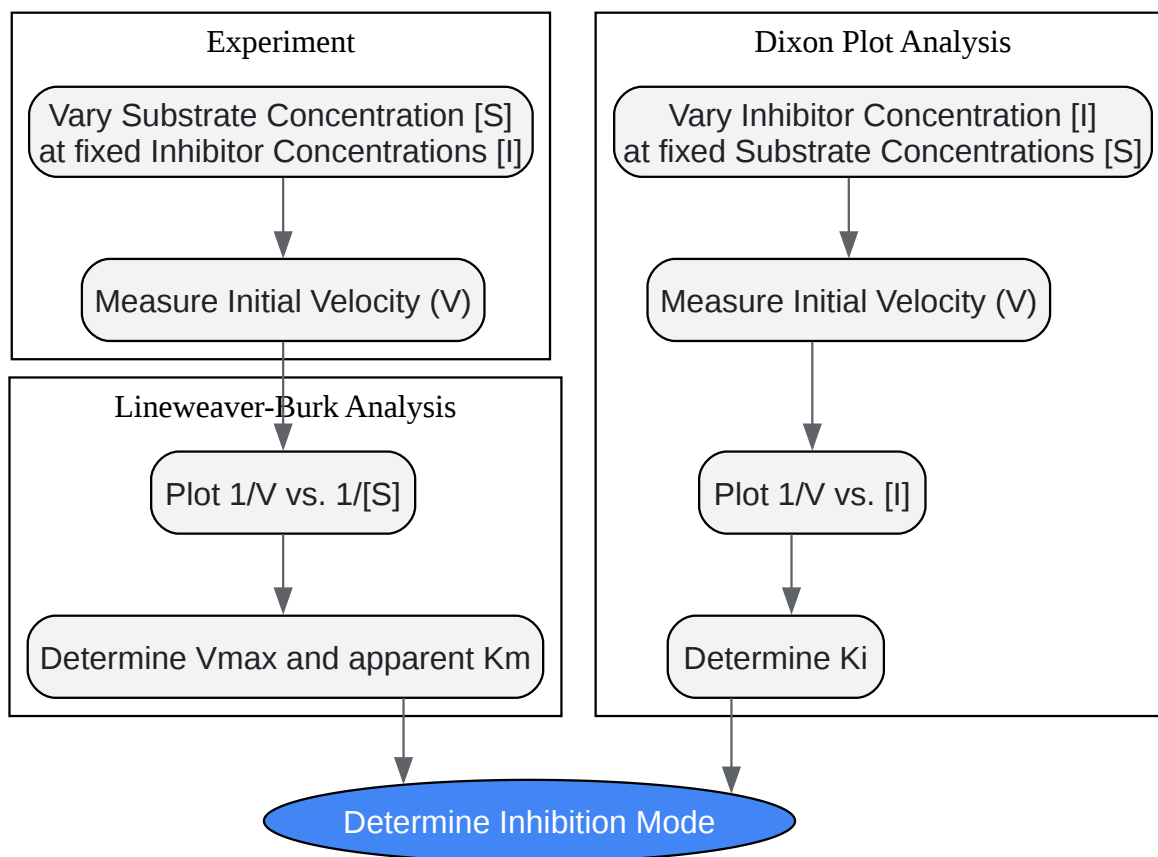 Experiment
Vary Substrate Concentration [S]
at fixed Inhibitor Concentrations [I]
Measure Initial Velocity (V)
Lineweaver-Burk Analysis
Plot 1/V vs. 1/[S]
Determine Vmax and apparent Km
Dixon Plot Analysis
Vary Inhibitor Concentration [I]
at fixed Substrate Concentrations [S]
Measure Initial Velocity (V)
Plot 1/V vs. [I]
Determine Ki
Determine Inhibition Mode